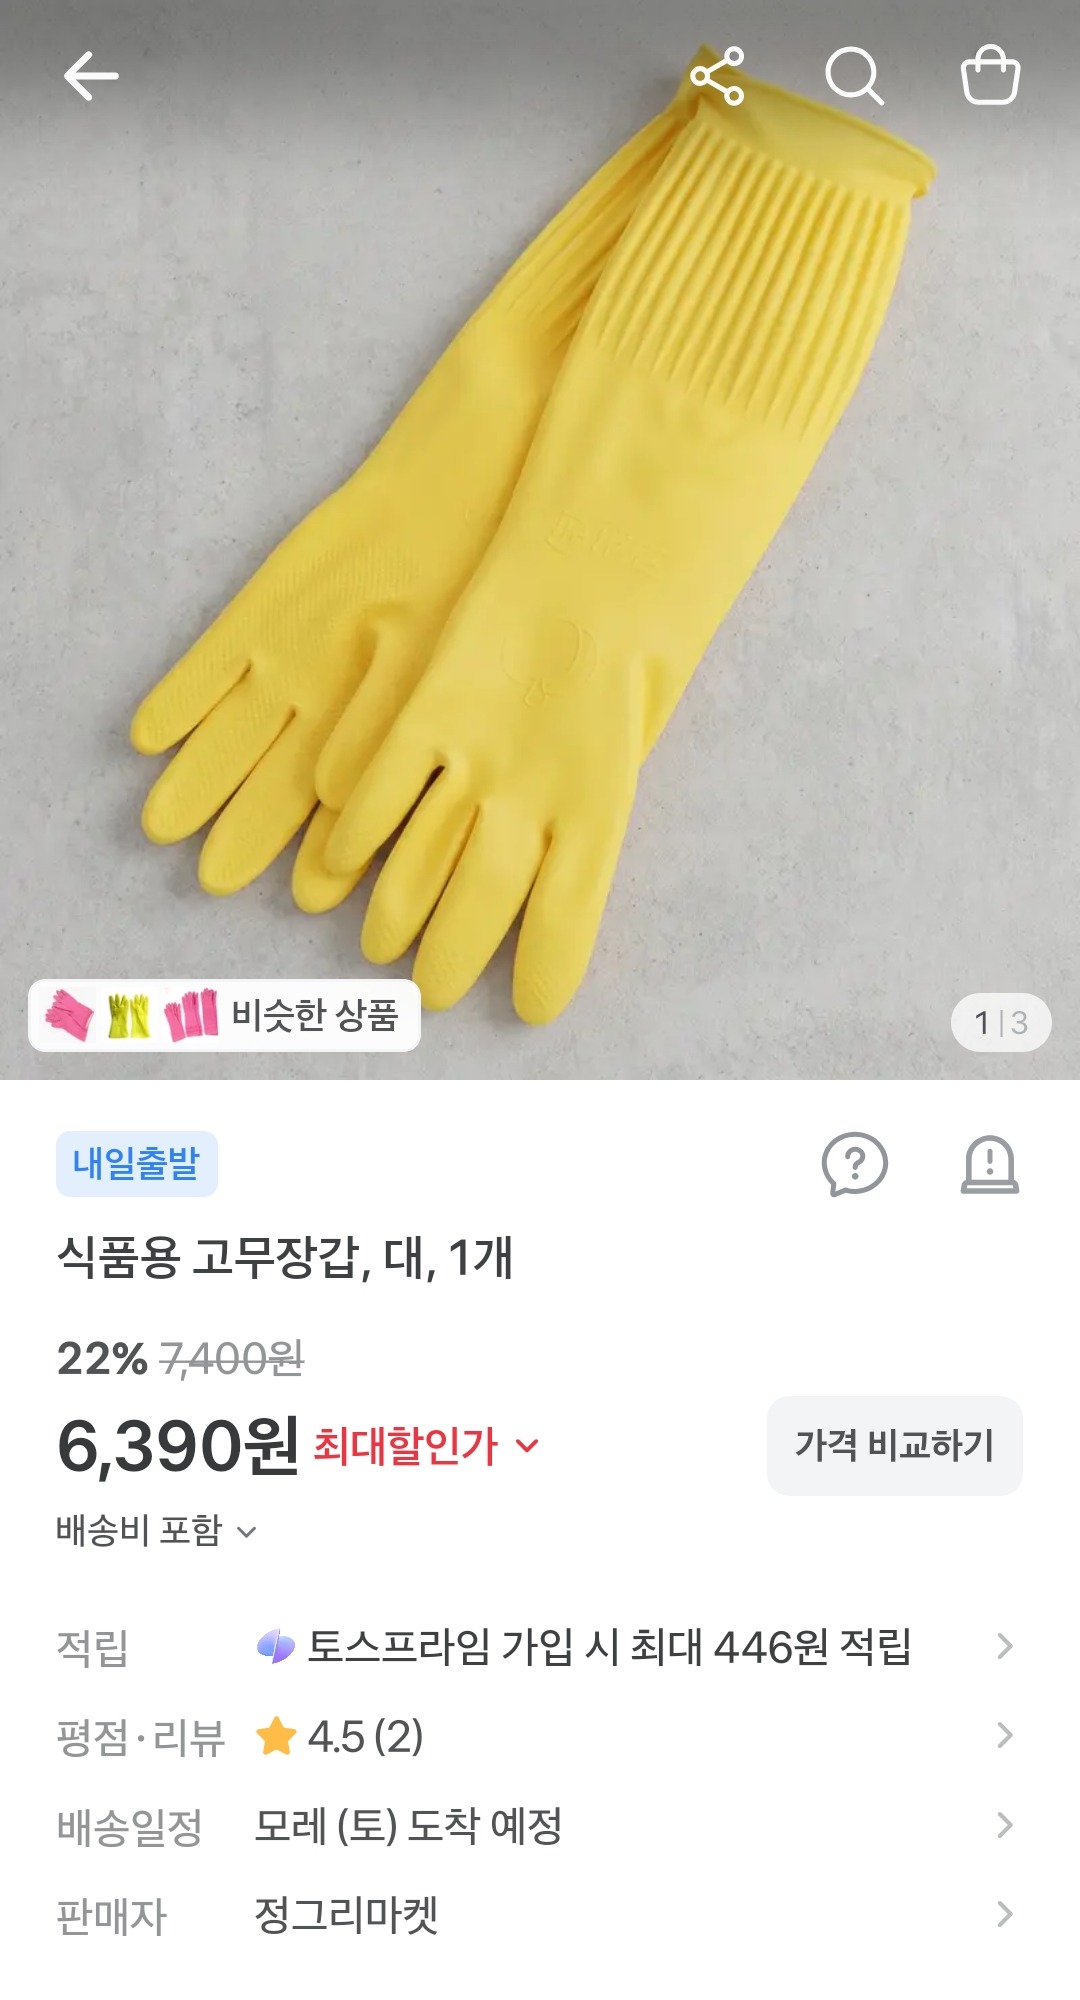 비슷한 상품
1 | 3
내일출발
식품용 고무장갑, 대, 1개
22% 7,400원
6,390원 최대할인가
가격 비교하기
배송비 포함
적립 토스프라임 가입 시 최대 446원 적립
평점·리뷰 4.5 (2)
배송일정 모레 (토) 도착 예정
판매자 정그리마켓